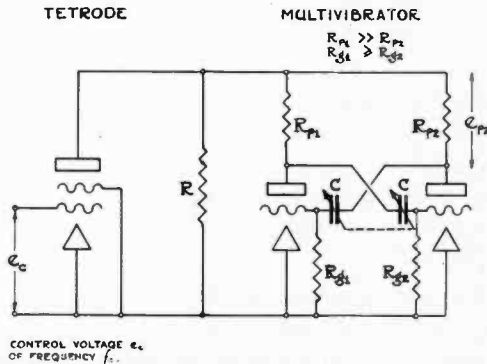 TETRODE
MULTIVIBRATOR
Rp1 >> Rp2
Rg1 ≥ Rg2
Rp1
Rp2
ep2
R
C
C
ec
Rg1
Rg2
CONTROL VOLTAGE ec
OF FREQUENCY fc.